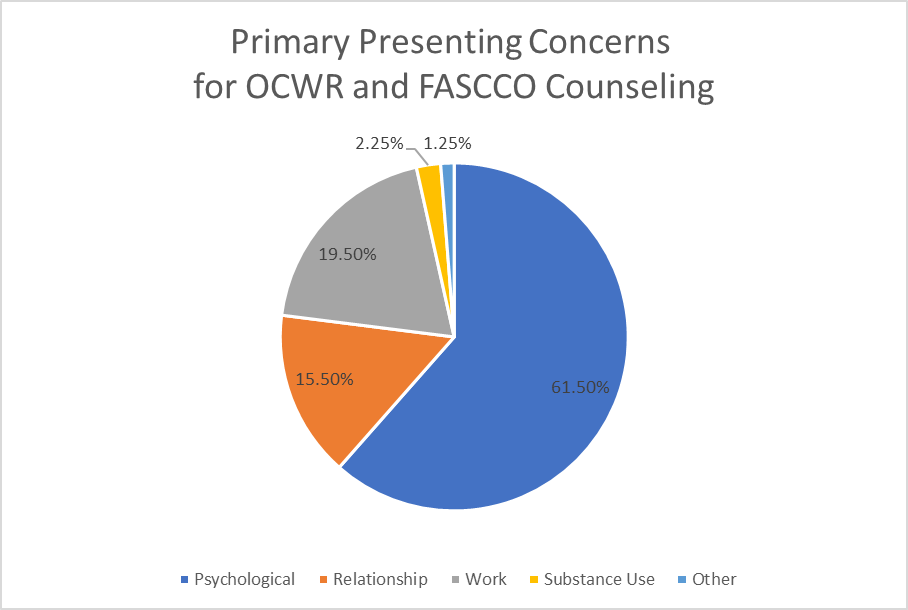 Primary Presenting Concerns
for OCWR and FASCCO Counseling
2.25% 1.25%
19.50%
15.50%
61.50%
Psychological Relationship Work Substance Use Other